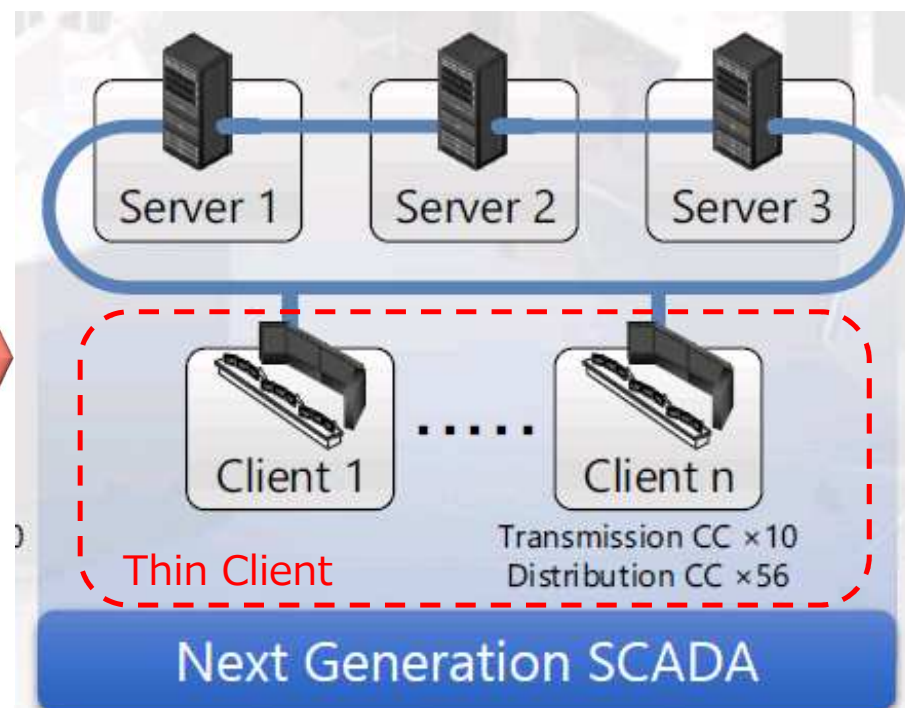 Server 1
Server 2
Server 3
Client 1
.....
Client n
Transmission CC ×10
Distribution CC ×56
Thin Client
Next Generation SCADA